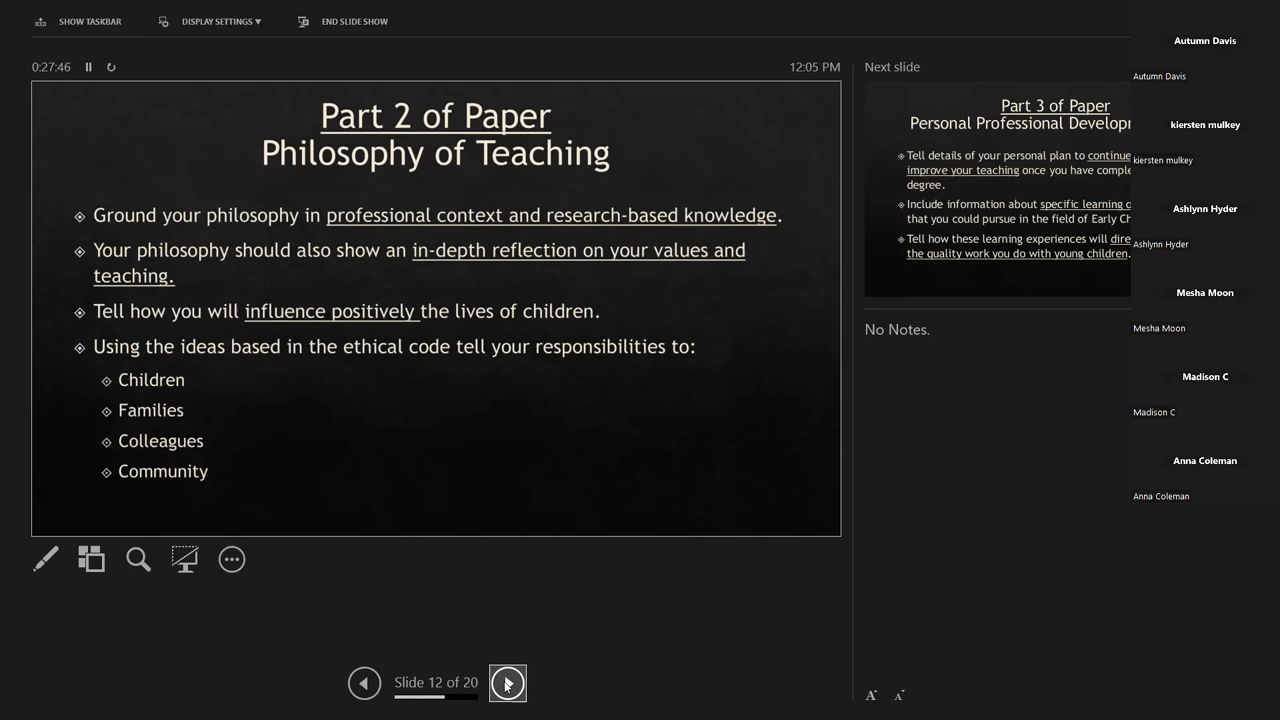 SHOW TASKBAR
DISPLAY SETTINGS
END SLIDE SHOW
0:27:46
12:05 PM
Part 2 of Paper
Philosophy of Teaching
Ground your philosophy in professional context and research-based knowledge.
Your philosophy should also show an in-depth reflection on your values and
teaching.
Tell how you will influence positively the lives of children.
Using the ideas based in the ethical code tell your responsibilities to:
Children
Families
Colleagues
Community
Slide 12 of 20
Next slide
Part 3 of Paper
Personal Professional Developr
Tell details of your personal plan to continue
improve your teaching once you have comple
degree.
Include information about specific learning o
that you could pursue in the field of Early Ch
Tell how these learning experiences will dire
the quality work you do with young children.
No Notes.
A
A
Autumn Davis
Autumn Davis
kiersten mulkey
kiersten mulkey
Ashlynn Hyder
Ashlynn Hyder
Mesha Moon
Mesha Moon
Madison C
Madison C
Anna Coleman
Anna Coleman